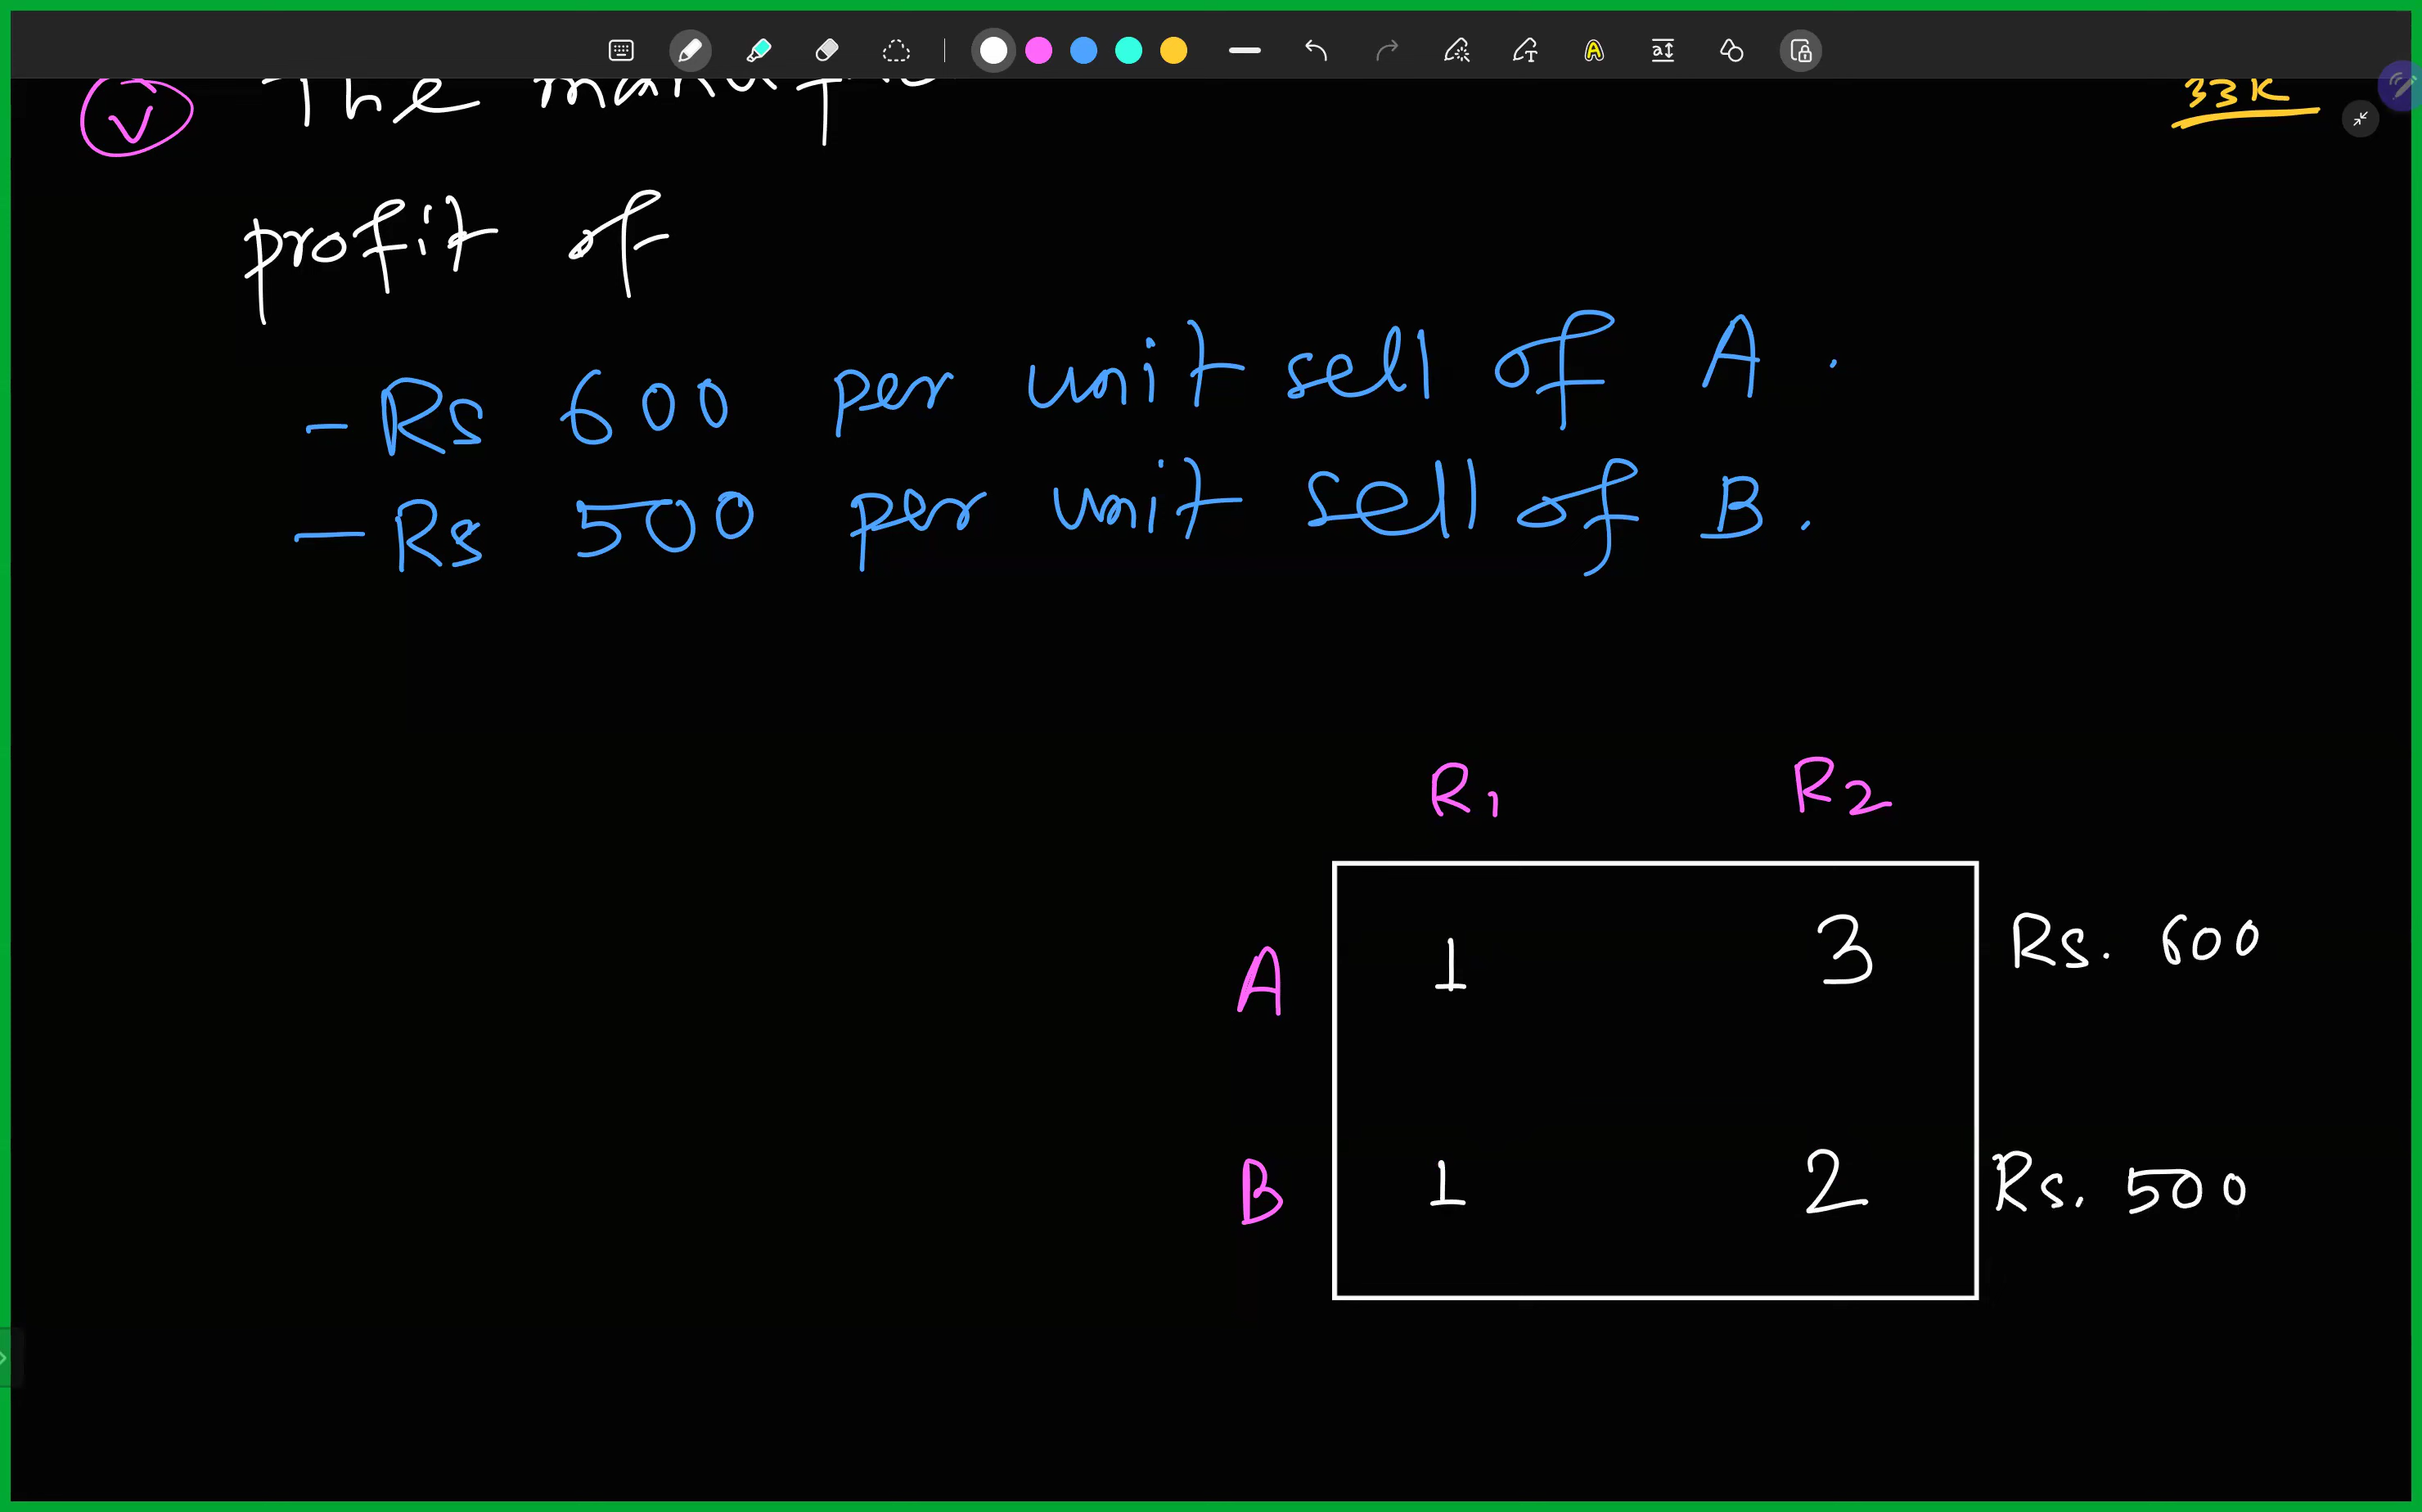 v The
33K
profit of
- Rs 600 per unit sell of A.
- Rs 500 per unit sell of B.
R1 R2
A 1 3 Rs. 600
B 1 2 Rs. 500